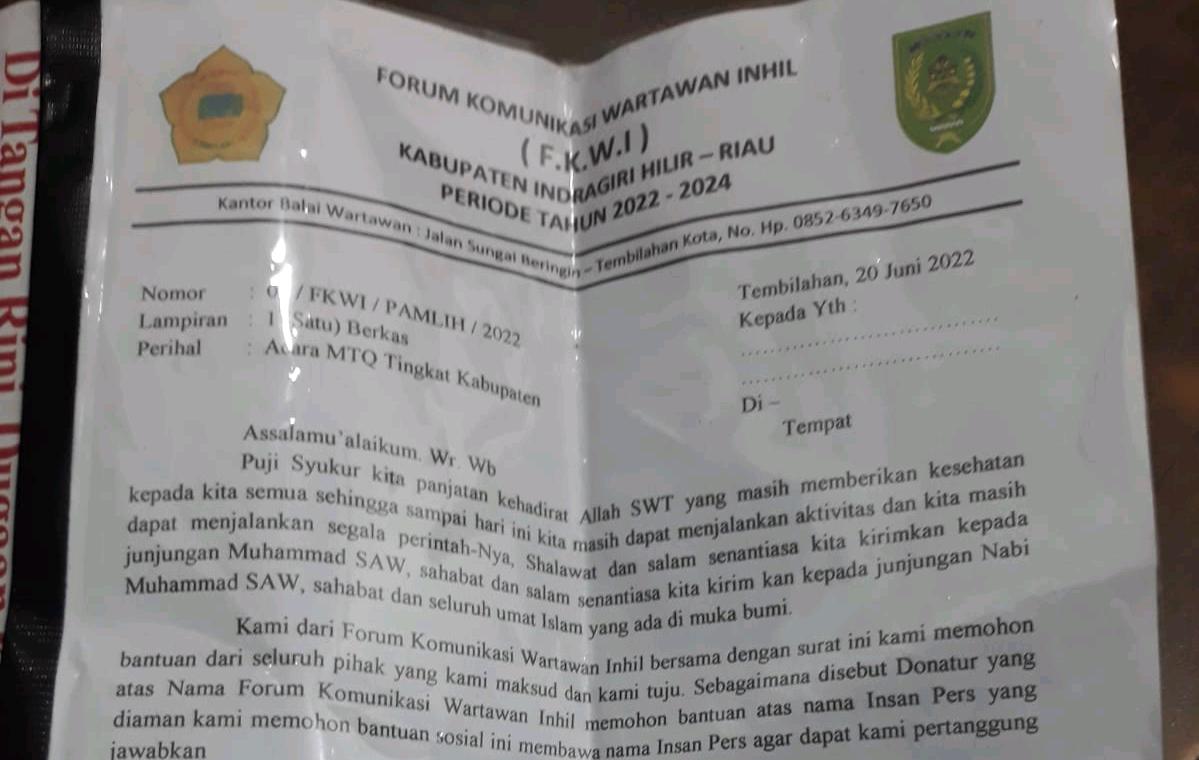 Di Tangan Rini Dugaan
FORUM KOMUNIKASI WARTAWAN INHIL
( F.K.W.I )
KABUPATEN INDRAGIRI HILIR – RIAU
PERIODE TAHUN 2022 - 2024
Kantor Balai Wartawan : Jalan Sungai Beringin – Tembilahan Kota, No. Hp. 0852-6349-7650
Tembilahan, 20 Juni 2022
Kepada Yth :
Nomor : / FKWI / PAMLIH / 2022
Lampiran : 1 (Satu) Berkas
Perihal : Acara MTQ Tingkat Kabupaten
..............................
..............................
Di –
Tempat
Assalamu’alaikum. Wr. Wb
Puji Syukur kita panjatan kehadirat Allah SWT yang masih memberikan kesehatan
kepada kita semua sehingga sampai hari ini kita masih dapat menjalankan aktivitas dan kita masih
dapat menjalankan segala perintah-Nya, Shalawat dan salam senantiasa kita kirimkan kepada
junjungan Muhammad SAW, sahabat dan salam senantiasa kita kirim kan kepada junjungan Nabi
Muhammad SAW, sahabat dan seluruh umat Islam yang ada di muka bumi.
Kami dari Forum Komunikasi Wartawan Inhil bersama dengan surat ini kami memohon
bantuan dari seluruh pihak yang kami maksud dan kami tuju. Sebagaimana disebut Donatur yang
atas Nama Forum Komunikasi Wartawan Inhil memohon bantuan atas nama Insan Pers yang
diaman kami memohon bantuan sosial ini membawa nama Insan Pers agar dapat kami pertanggung
jawabkan